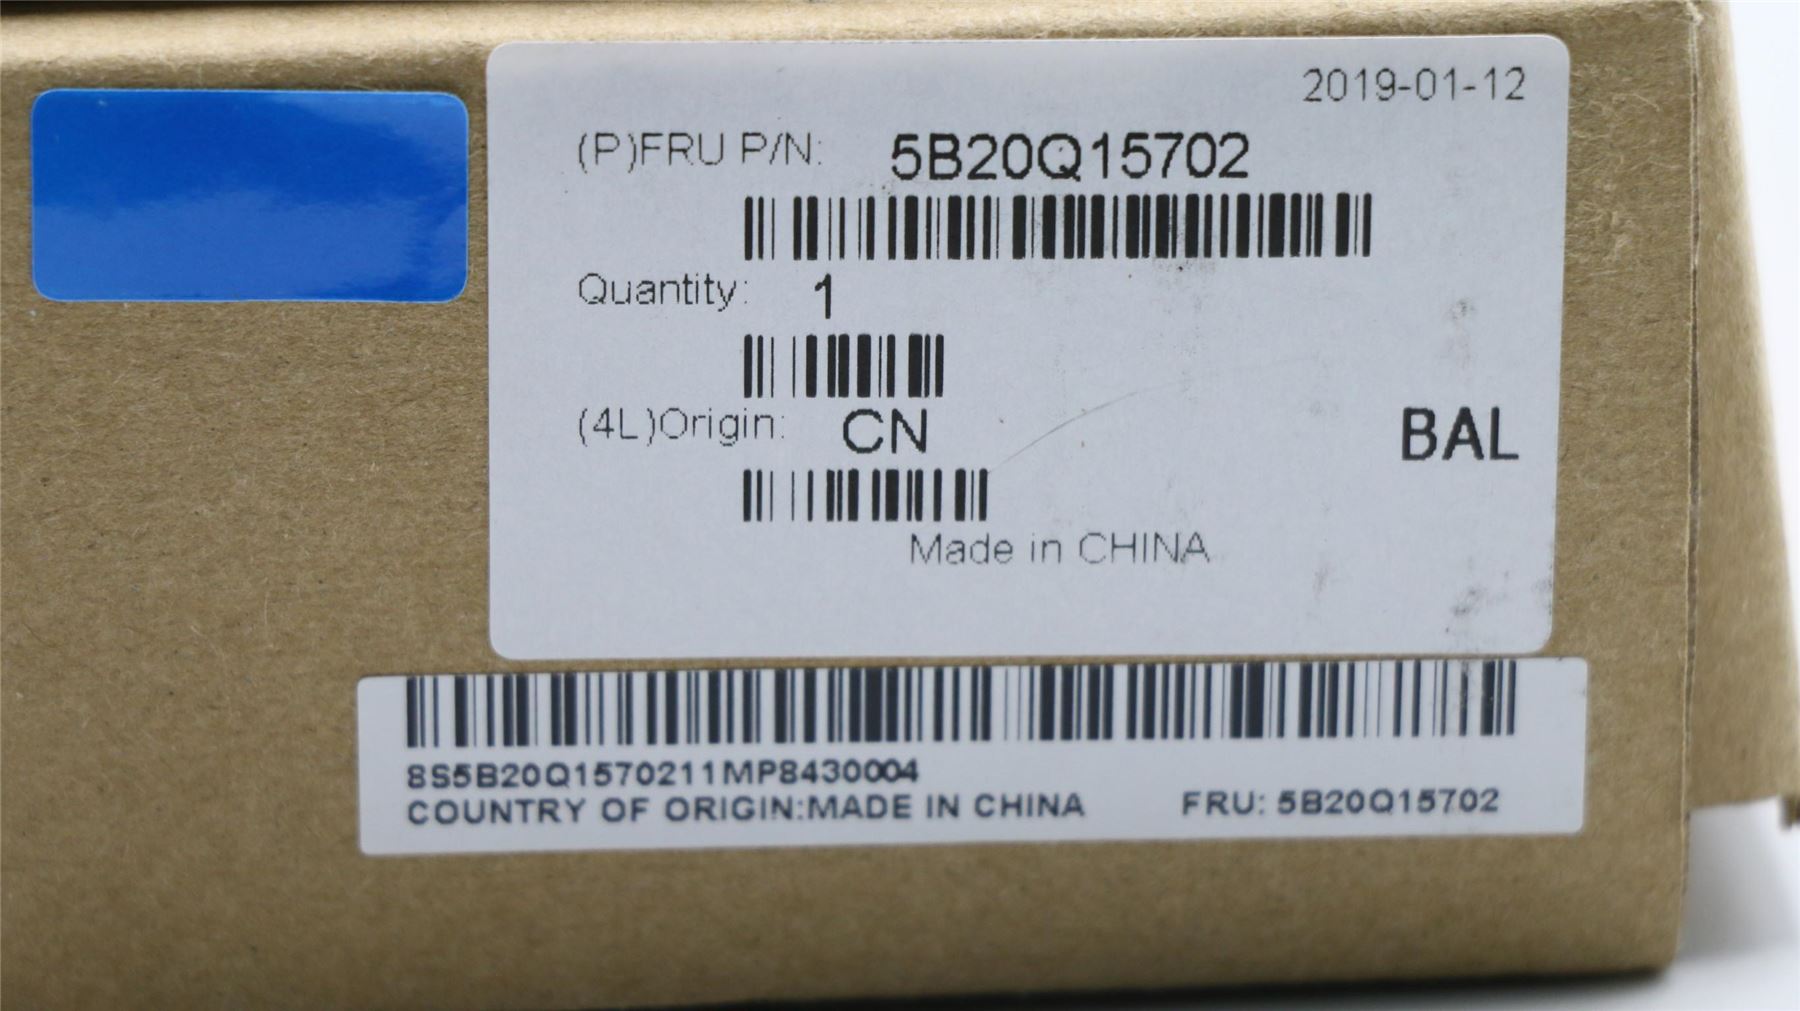 2019-01-12
(P)FRU P/N: 5B20Q15702
Quantity: 1
(4L)Origin: CN
BAL
Made in CHINA
8S5B20Q1570211MP8430004
COUNTRY OF ORIGIN:MADE IN CHINA FRU: 5B20Q15702